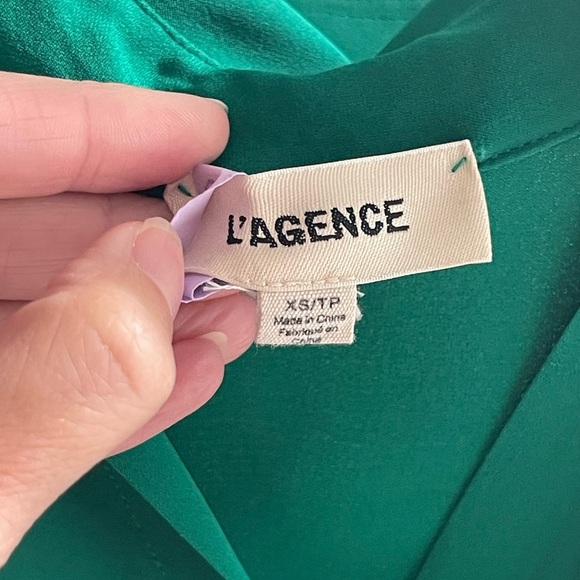 L'AGENCE
XS/TP
Made in China
Fabriqué en
Chine